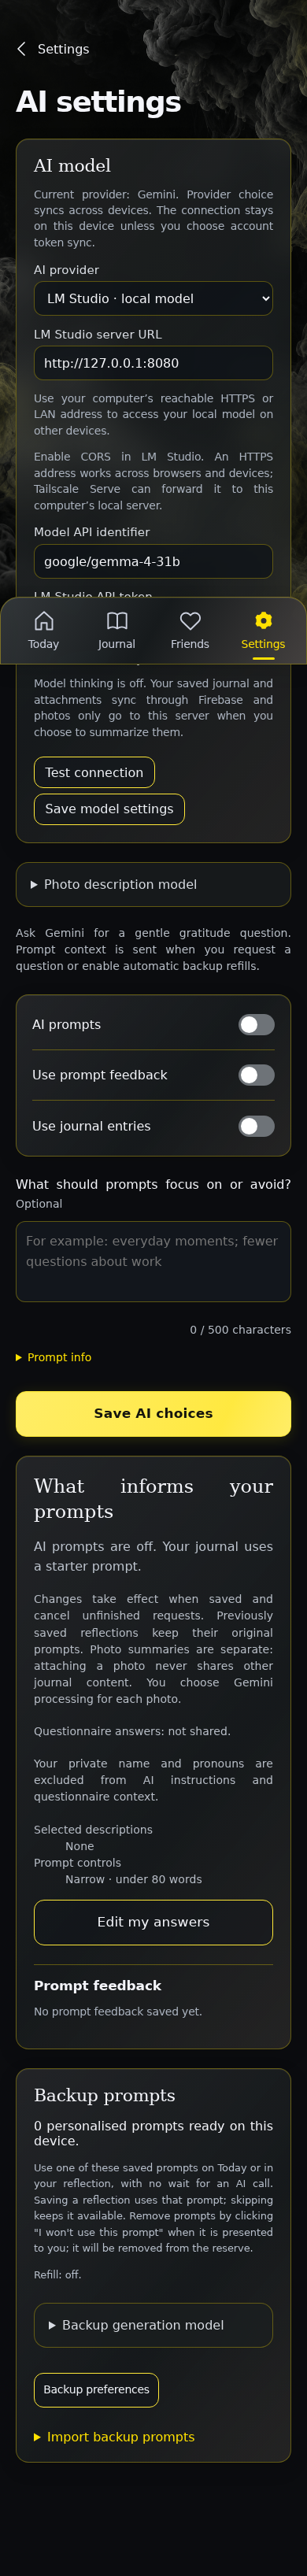 Settings
AI settings
AI model
Current provider: Gemini. Provider choice
syncs across devices. The connection stays
on this device unless you choose account
token sync.
AI provider
LM Studio · local model
LM Studio server URL
http://127.0.0.1:8080
Use your computer’s reachable HTTPS or
LAN address to access your local model on
other devices.
Enable CORS in LM Studio. An HTTPS
address works across browsers and devices;
Tailscale Serve can forward it to this
computer’s local server.
Model API identifier
google/gemma-4-31b
LM Studio API token
Today
Journal
Friends
Settings
Model thinking is off. Your saved journal and
attachments sync through Firebase and
photos only go to this server when you
choose to summarize them.
Test connection
Save model settings
Photo description model
Ask Gemini for a gentle gratitude question.
Prompt context is sent when you request a
question or enable automatic backup refills.
AI prompts
Use prompt feedback
Use journal entries
What should prompts focus on or avoid?
Optional
For example: everyday moments; fewer
questions about work
0 / 500 characters
Prompt info
Save AI choices
What informs your
prompts
AI prompts are off. Your journal uses
a starter prompt.
Changes take effect when saved and
cancel unfinished requests. Previously
saved reflections keep their original
prompts. Photo summaries are separate:
attaching a photo never shares other
journal content. You choose Gemini
processing for each photo.
Questionnaire answers: not shared.
Your private name and pronouns are
excluded from AI instructions and
questionnaire context.
Selected descriptions
None
Prompt controls
Narrow · under 80 words
Edit my answers
Prompt feedback
No prompt feedback saved yet.
Backup prompts
0 personalised prompts ready on this
device.
Use one of these saved prompts on Today or in
your reflection, with no wait for an AI call.
Saving a reflection uses that prompt; skipping
keeps it available. Remove prompts by clicking
"I won't use this prompt" when it is presented
to you; it will be removed from the reserve.
Refill: off.
Backup generation model
Backup preferences
Import backup prompts